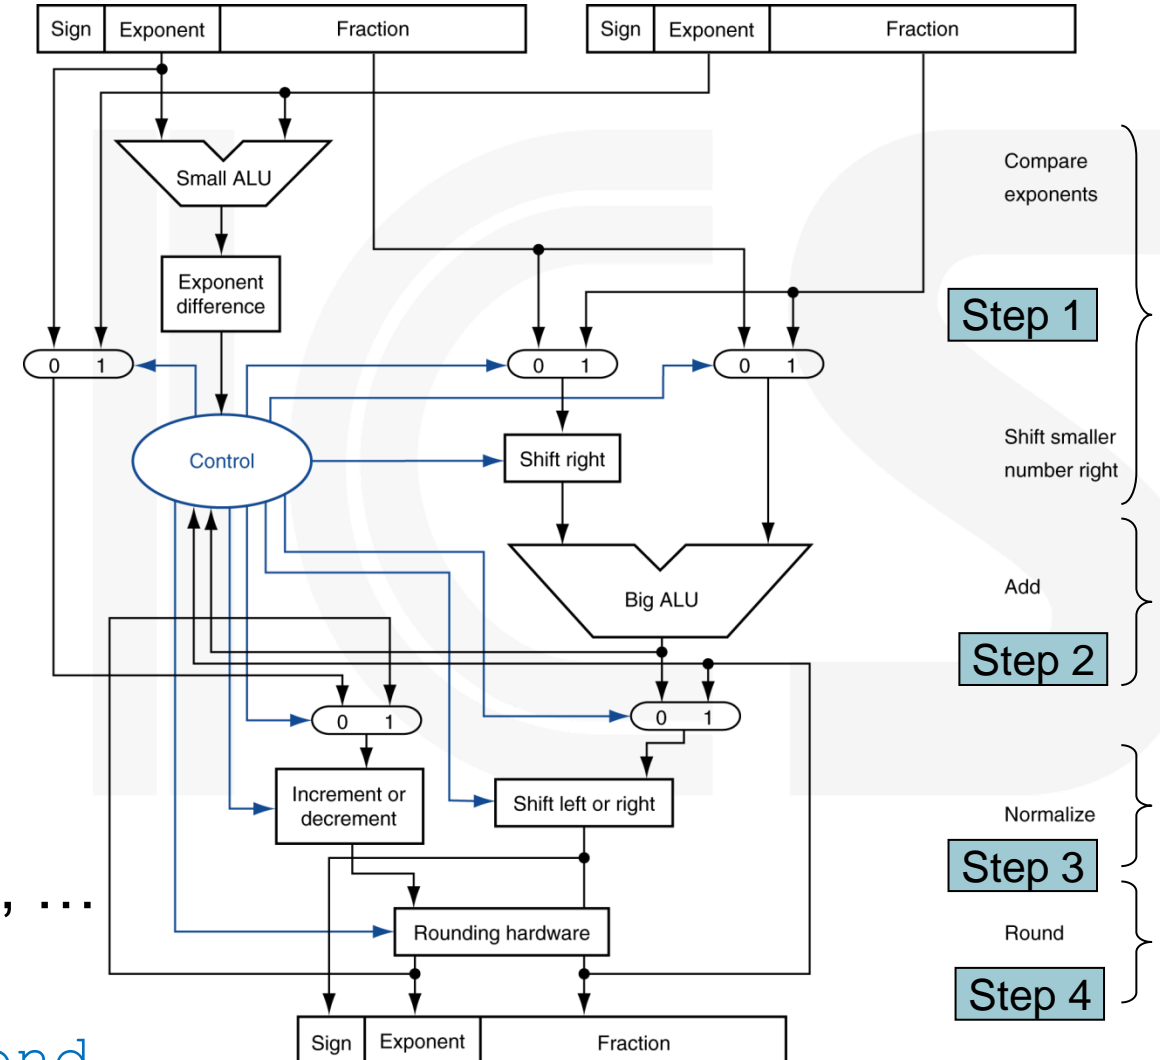 Sign Exponent Fraction Sign Exponent Fraction
Small ALU
Compare
exponents
Exponent
difference
Step 1
0 1 0 1 0 1
Control
Shift right
Shift smaller
number right
Big ALU
Add
Step 2
0 1 0 1
Increment or
decrement
Shift left or right
Normalize
Step 3
, ...
Rounding hardware
Round
Step 4
Sign Exponent Fraction